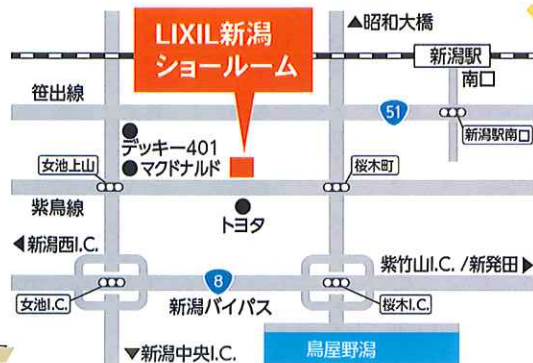 ▲昭和大橋
LIXIL新潟
ショールーム
新潟駅
南口
笹出線
51
新潟駅南口
デッキー401
マクドナルド
女池上山
桜木町
紫鳥線
トヨタ
◀新潟西I.C.
紫竹山I.C. /新発田▶
8
女池I.C.
新潟バイパス
桜木I.C.
▼新潟中央I.C.
鳥屋野潟